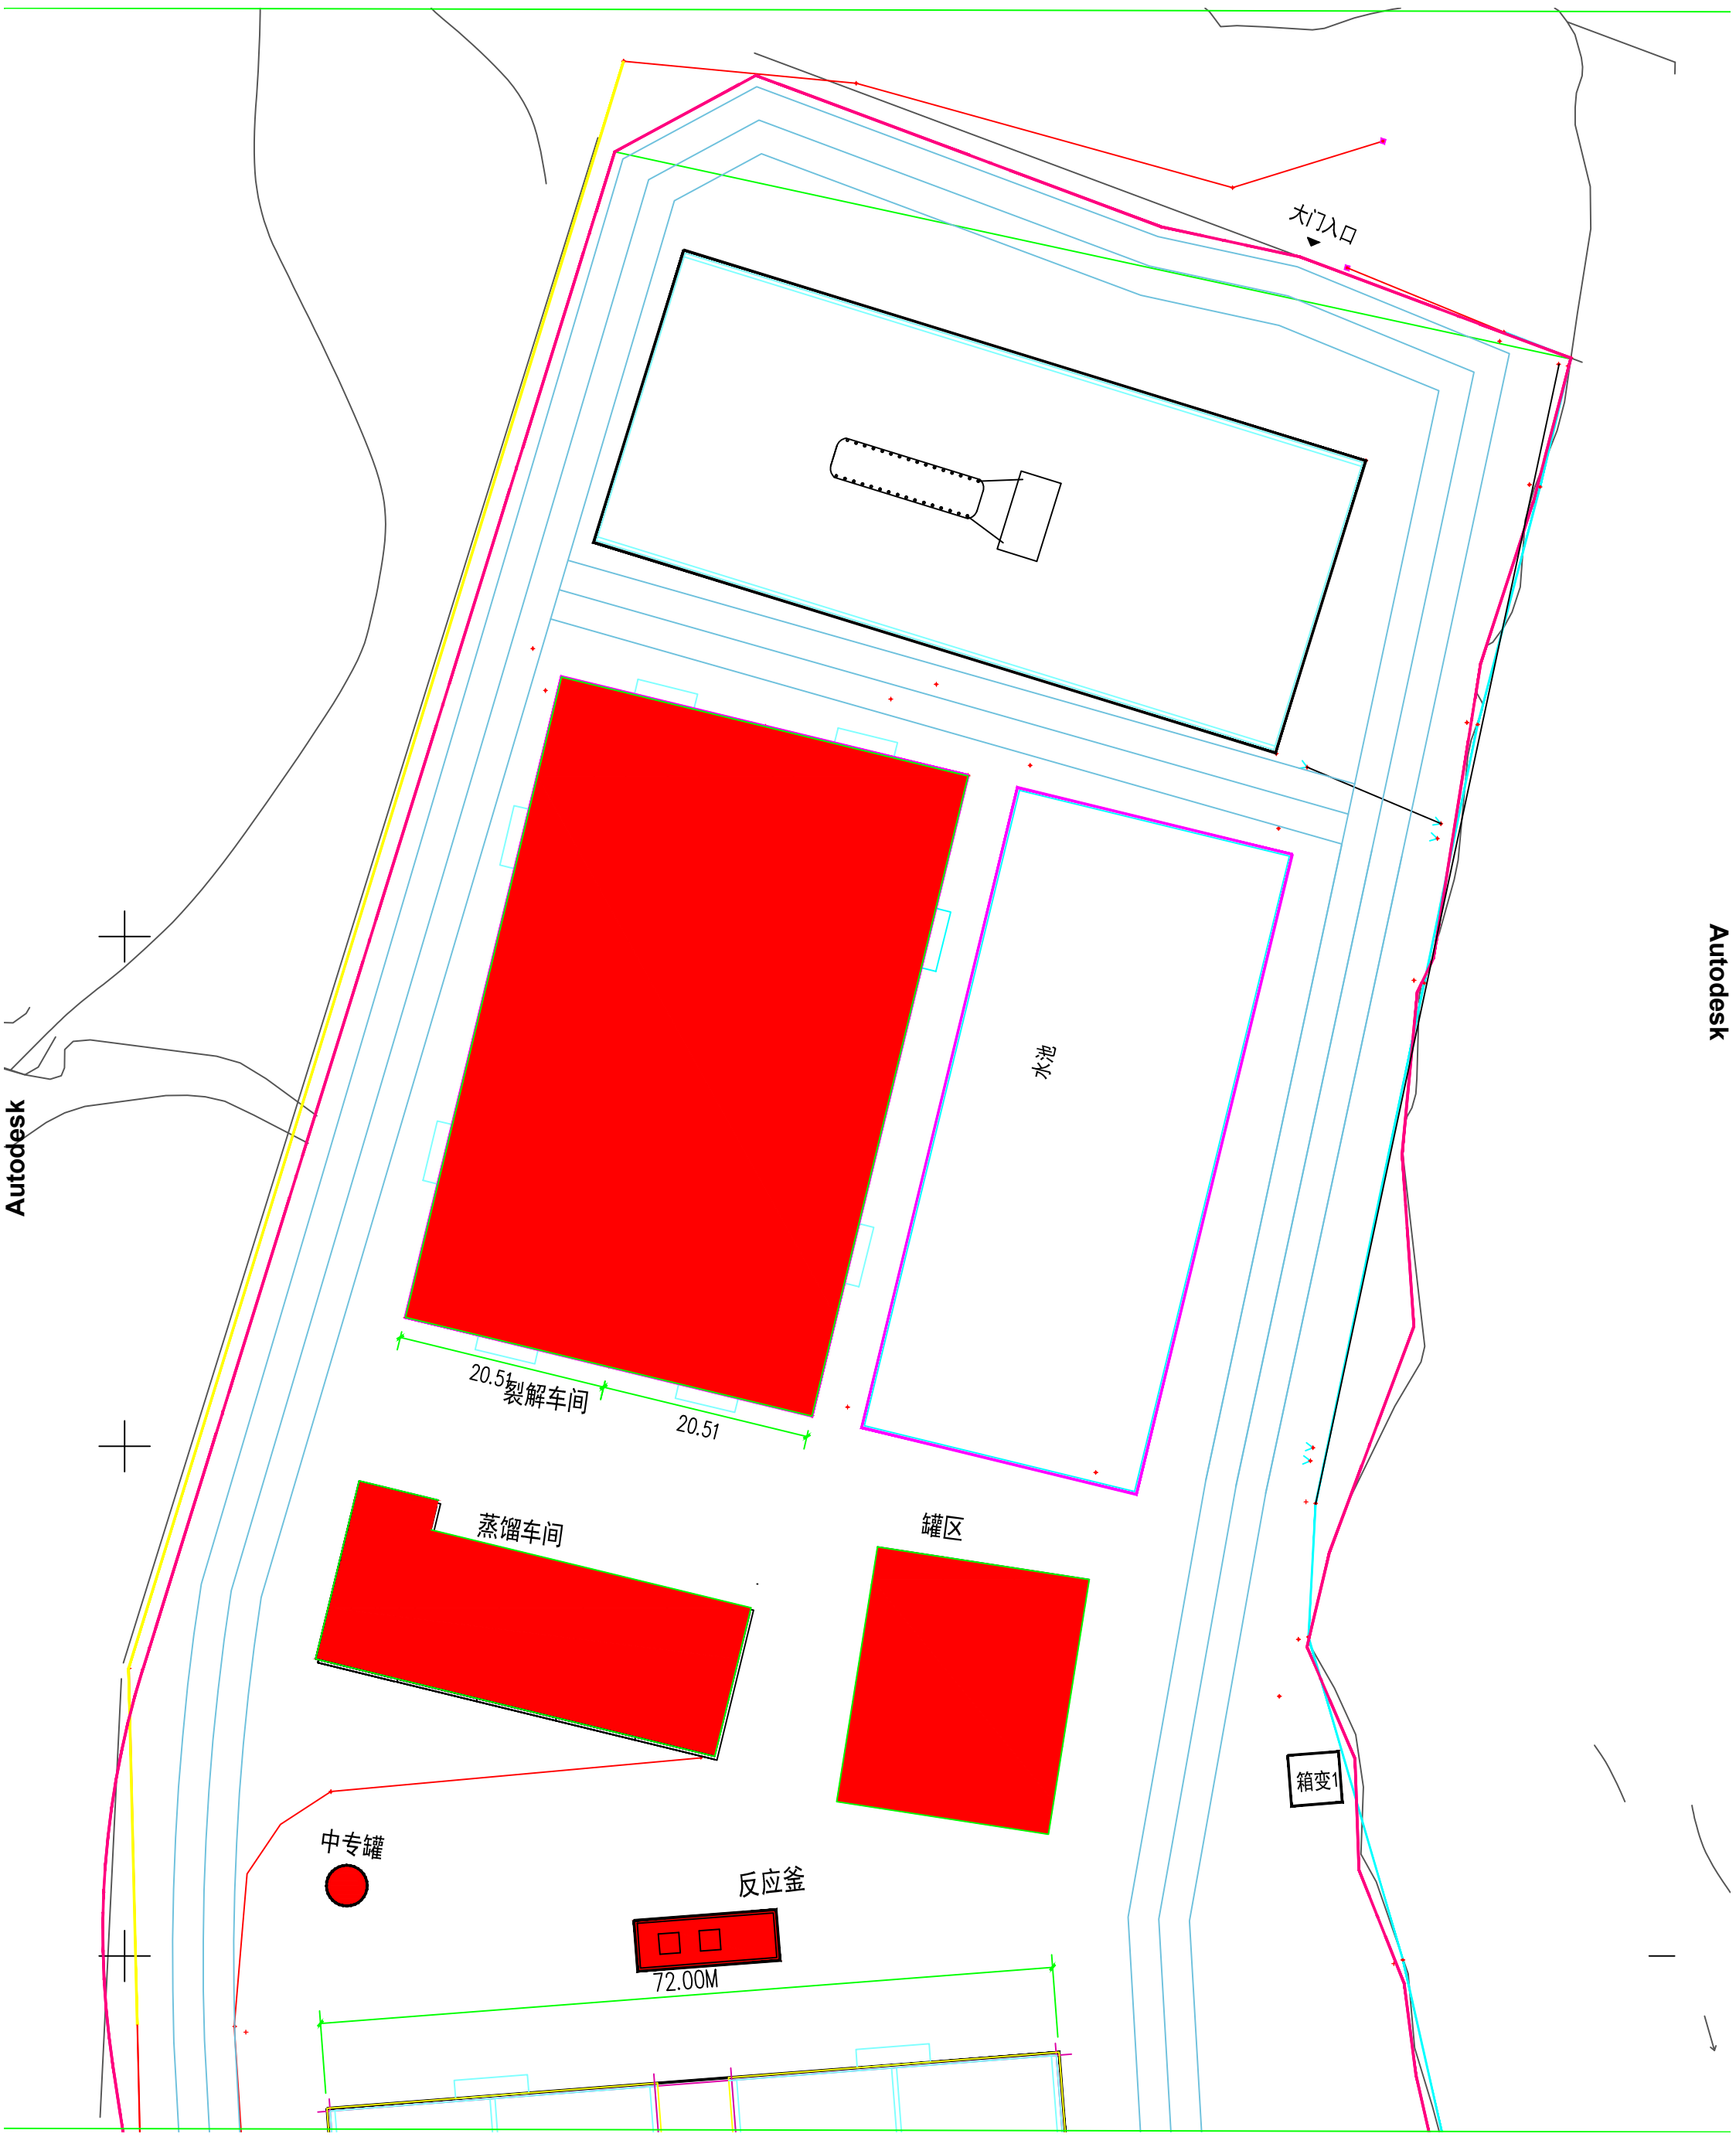 大门入口
Autodesk
水池
Autodesk
20.51
裂解车间
20.51
蒸馏车间
罐区
箱变1
中专罐
反应釜
72.00M